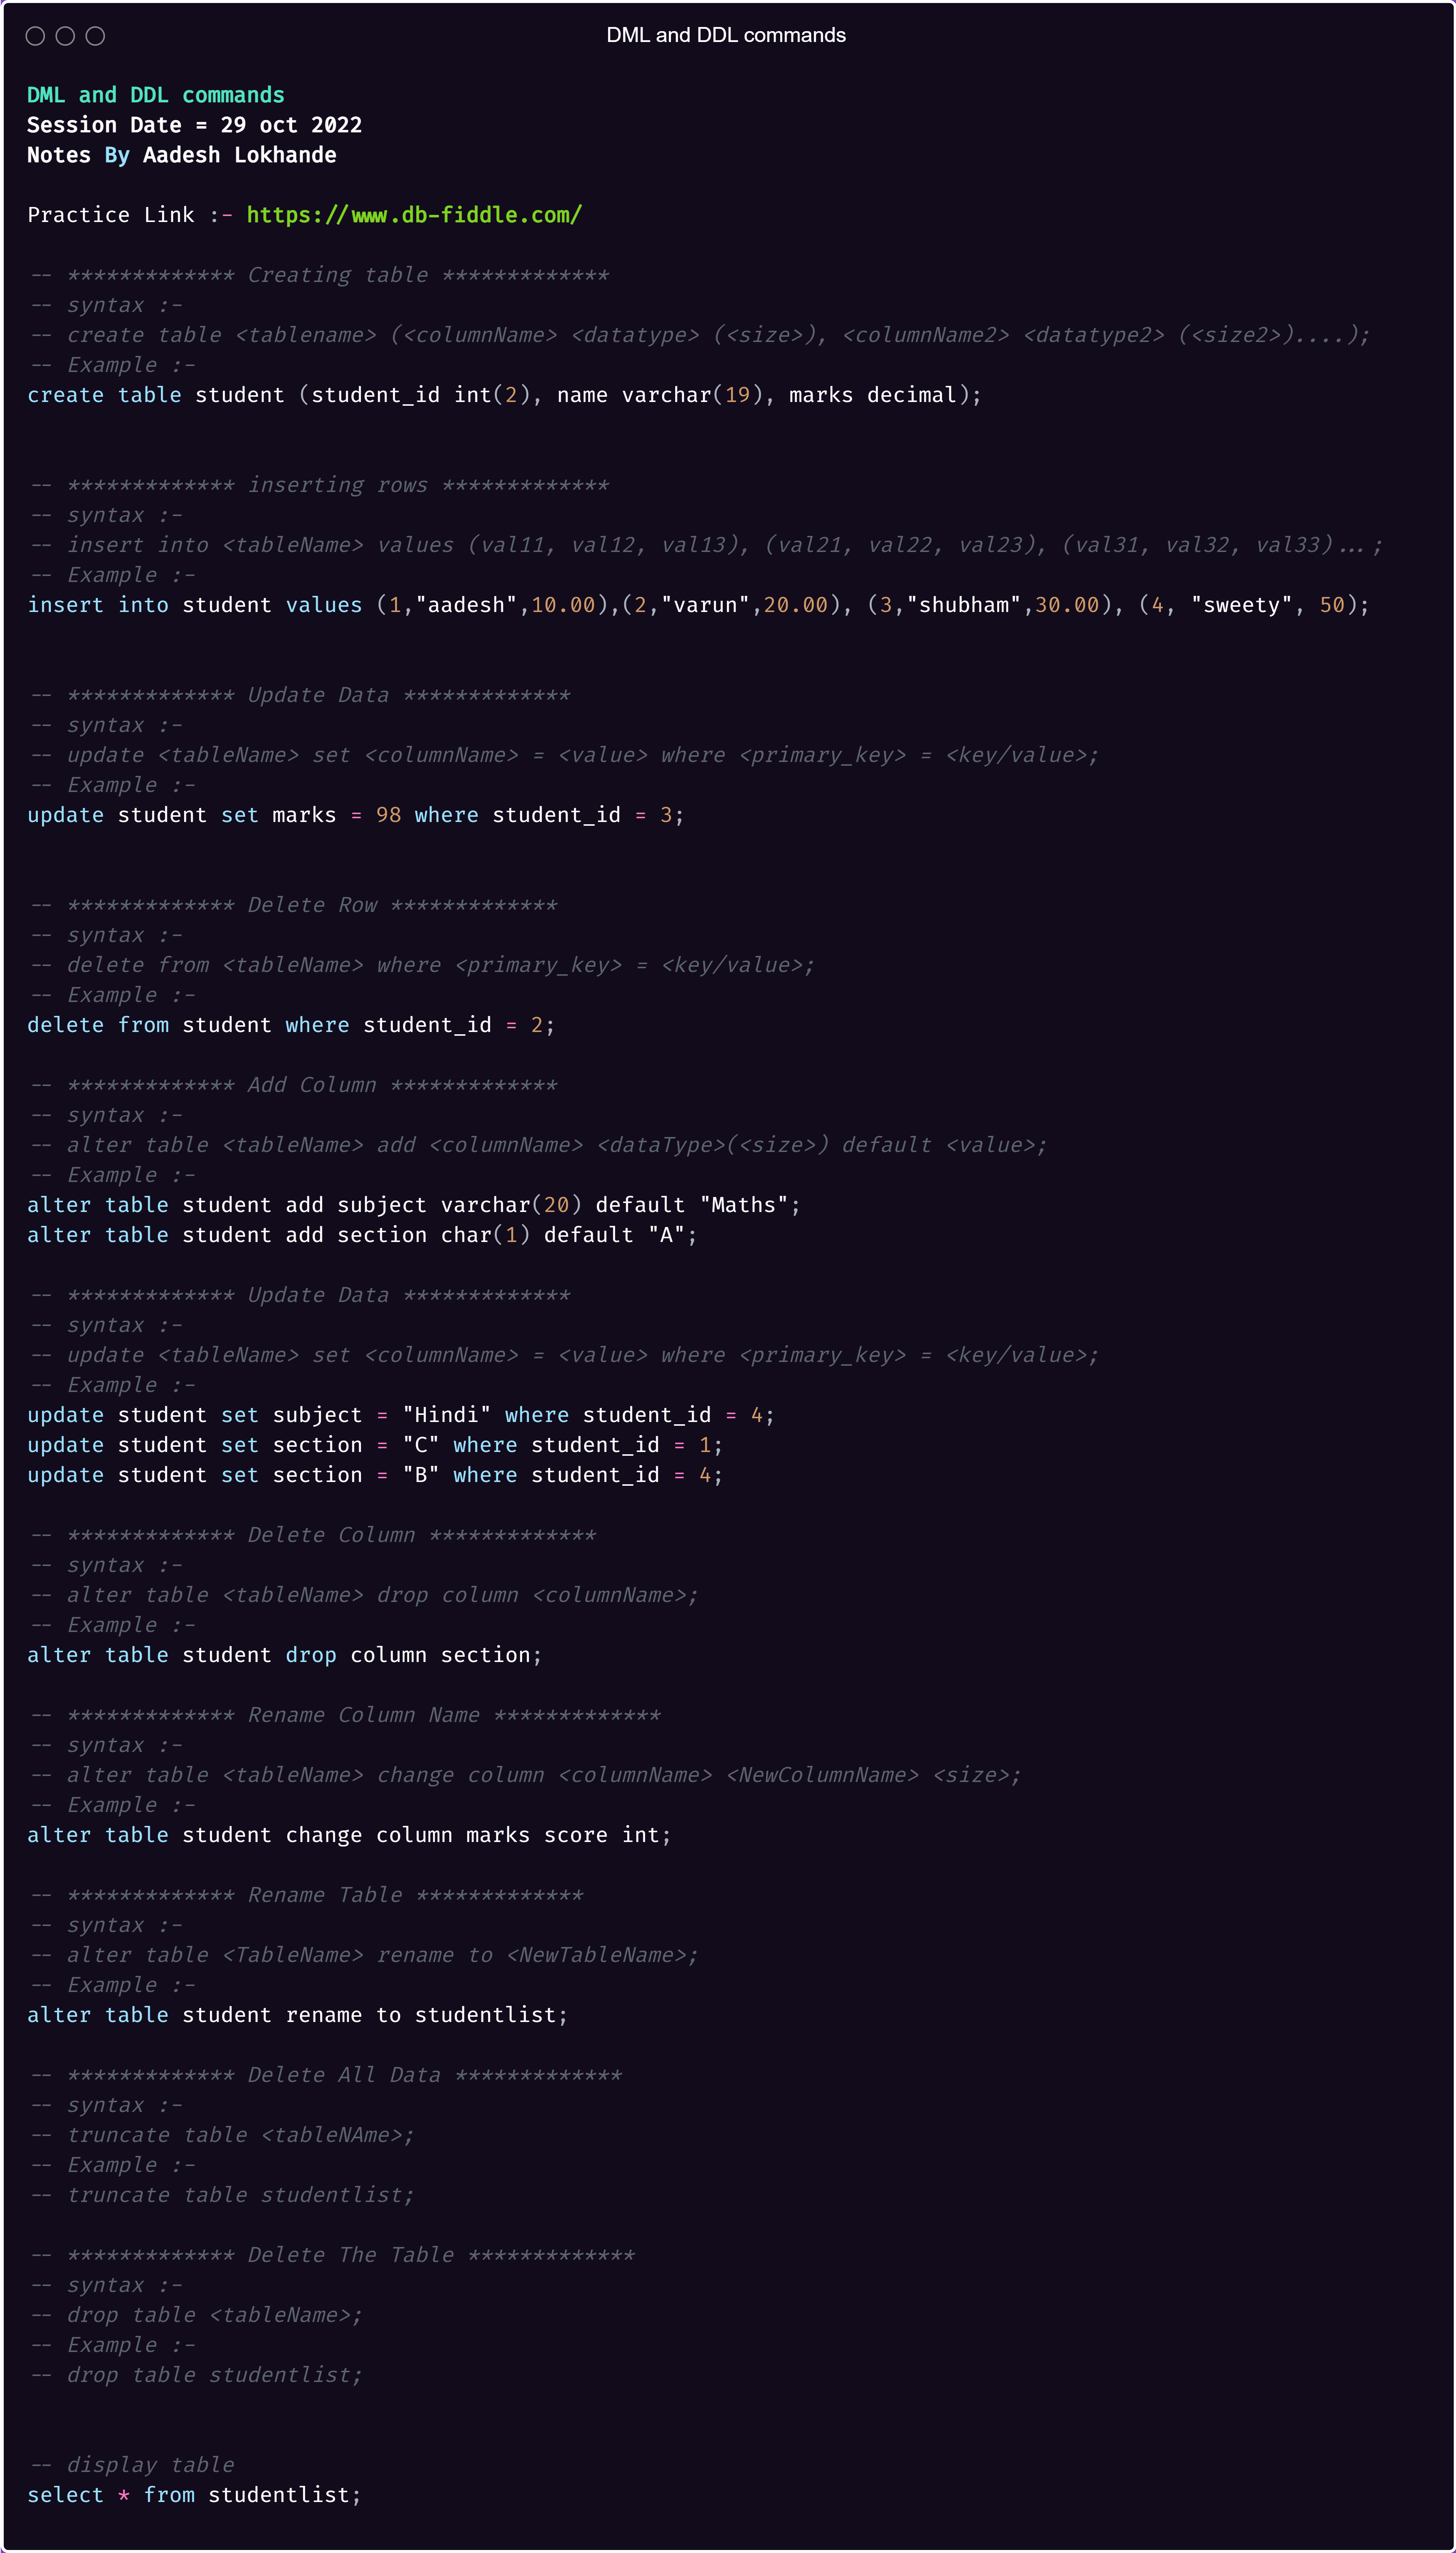 DML and DDL commands
DML and DDL commands
Session Date = 29 oct 2022
Notes By Aadesh Lokhande
Practice Link :- https://www.db-fiddle.com/
-- ************* Creating table *************
-- syntax :-
-- create table <tablename> (<columnName> <datatype> (<size>), <columnName2> <datatype2> (<size2>)....);
-- Example :-
create table student (student_id int(2), name varchar(19), marks decimal);
-- ************* inserting rows *************
-- syntax :-
-- insert into <tableName> values (val11, val12, val13), (val21, val22, val23), (val31, val32, val33)...;
-- Example :-
insert into student values (1,"aadesh",10.00),(2,"varun",20.00), (3,"shubham",30.00), (4, "sweety", 50);
-- ************* Update Data *************
-- syntax :-
-- update <tableName> set <columnName> = <value> where <primary_key> = <key/value>;
-- Example :-
update student set marks = 98 where student_id = 3;
-- ************* Delete Row *************
-- syntax :-
-- delete from <tableName> where <primary_key> = <key/value>;
-- Example :-
delete from student where student_id = 2;
-- ************* Add Column *************
-- syntax :-
-- alter table <tableName> add <columnName> <dataType>(<size>) default <value>;
-- Example :-
alter table student add subject varchar(20) default "Maths";
alter table student add section char(1) default "A";
-- ************* Update Data *************
-- syntax :-
-- update <tableName> set <columnName> = <value> where <primary_key> = <key/value>;
-- Example :-
update student set subject = "Hindi" where student_id = 4;
update student set section = "C" where student_id = 1;
update student set section = "B" where student_id = 4;
-- ************* Delete Column *************
-- syntax :-
-- alter table <tableName> drop column <columnName>;
-- Example :-
alter table student drop column section;
-- ************* Rename Column Name *************
-- syntax :-
-- alter table <tableName> change column <columnName> <NewColumnName> <size>;
-- Example :-
alter table student change column marks score int;
-- ************* Rename Table *************
-- syntax :-
-- alter table <TableName> rename to <NewTableName>;
-- Example :-
alter table student rename to studentlist;
-- ************* Delete All Data *************
-- syntax :-
-- truncate table <tableNAme>;
-- Example :-
-- truncate table studentlist;
-- ************* Delete The Table *************
-- syntax :-
-- drop table <tableName>;
-- Example :-
-- drop table studentlist;
-- display table
select * from studentlist;